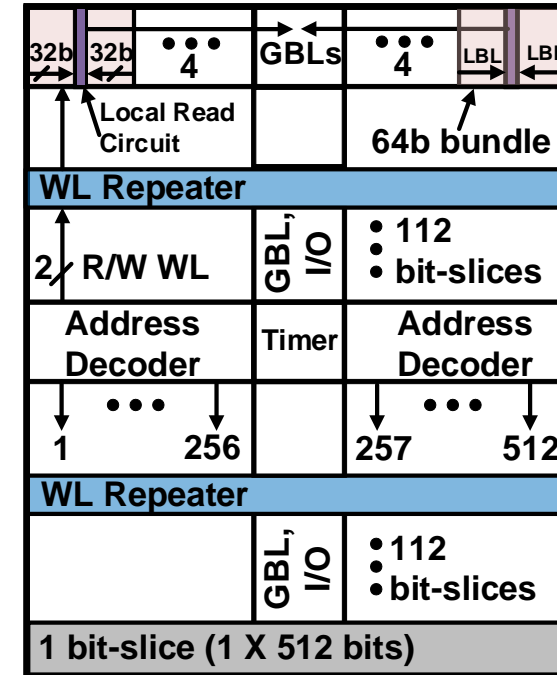 32b 32b ••• GBLs ••• LBL LBL
4 4
Local Read
Circuit
64b bundle
WL Repeater
2 R/W WL
GBL,
I/O
112
bit-slices
Address
Decoder
Timer
Address
Decoder
1 ••• 256
257 ••• 512
WL Repeater
GBL,
I/O
112
bit-slices
1 bit-slice (1 X 512 bits)